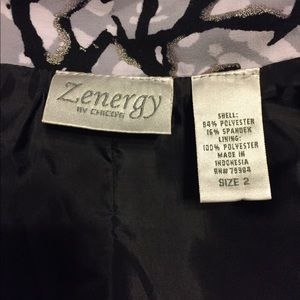 Zenergy
BY CHICO'S
SHELL:
84% POLYESTER
16% SPANDEX
LINING:
100% POLYESTER
MADE IN
INDONESIA
RN# 79984
SIZE 2